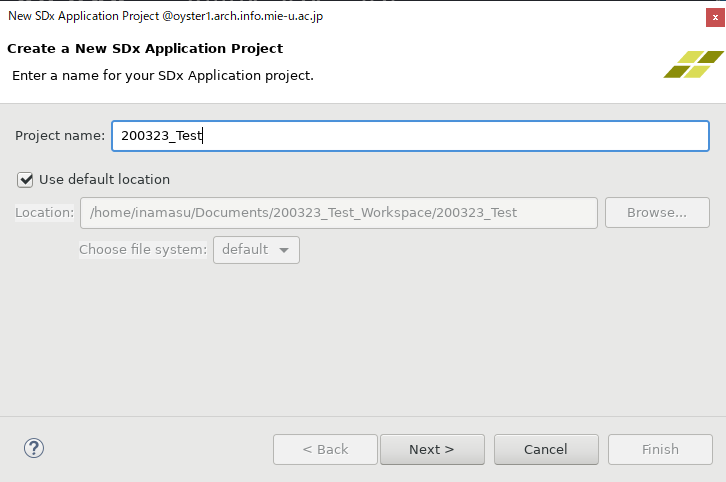 New SDx Application Project @oyster1.arch.info.mie-u.ac.jp
x
Create a New SDx Application Project
Enter a name for your SDx Application project.
Project name: 200323_Test
Use default location
Location: /home/inamasu/Documents/200323_Test_Workspace/200323_Test Browse...
Choose file system: default
? < Back Next > Cancel Finish